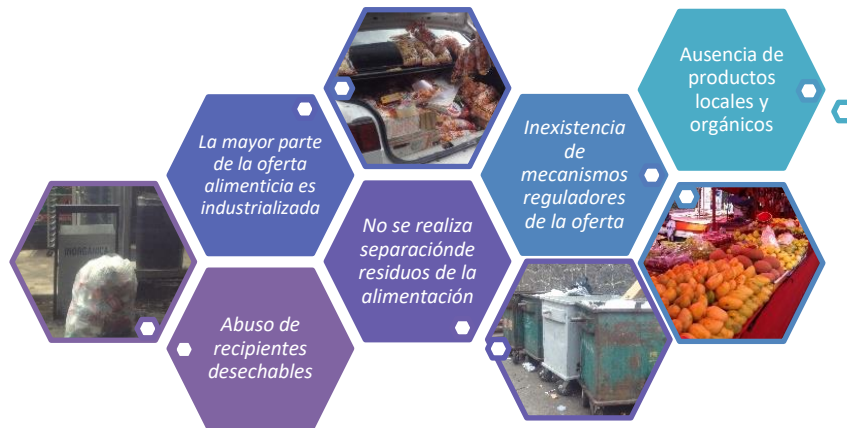 La mayor parte
de la oferta
alimenticia es
industrializada
Inexistencia
de
mecanismos
reguladores
de la oferta
Ausencia de
productos
locales y
orgánicos
INORGÁNICA
Abuso de
recipientes
desechables
No se realiza
separaciónde
residuos de la
alimentación